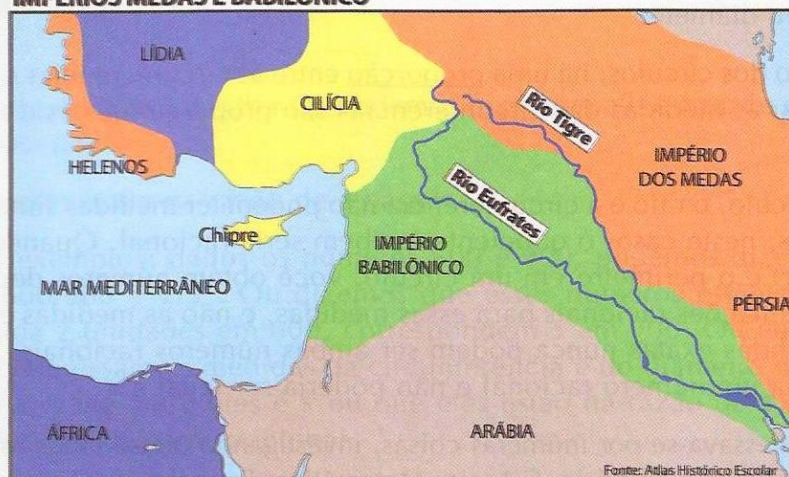 IMPÉRIOS MEDAS E BABILÔNICO
LÍDIA
CILÍCIA
Rio Tigre
HELENOS
IMPÉRIO
DOS MEDAS
Rio Eufrates
Chipre
IMPÉRIO
BABILÔNICO
MAR MEDITERRÂNEO
PÉRSIA
ÁFRICA
ARÁBIA
Fonte: Atlas Histórico Escolar